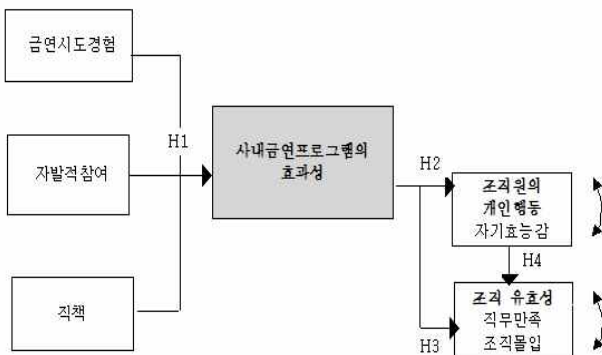 금연시도경험
H1
자발적참여
직책
사내금연프로그램의
효과성
H2
조직원의
개인행동
자기효능감
H4
조직 유효성
직무만족
조직몰입
H3